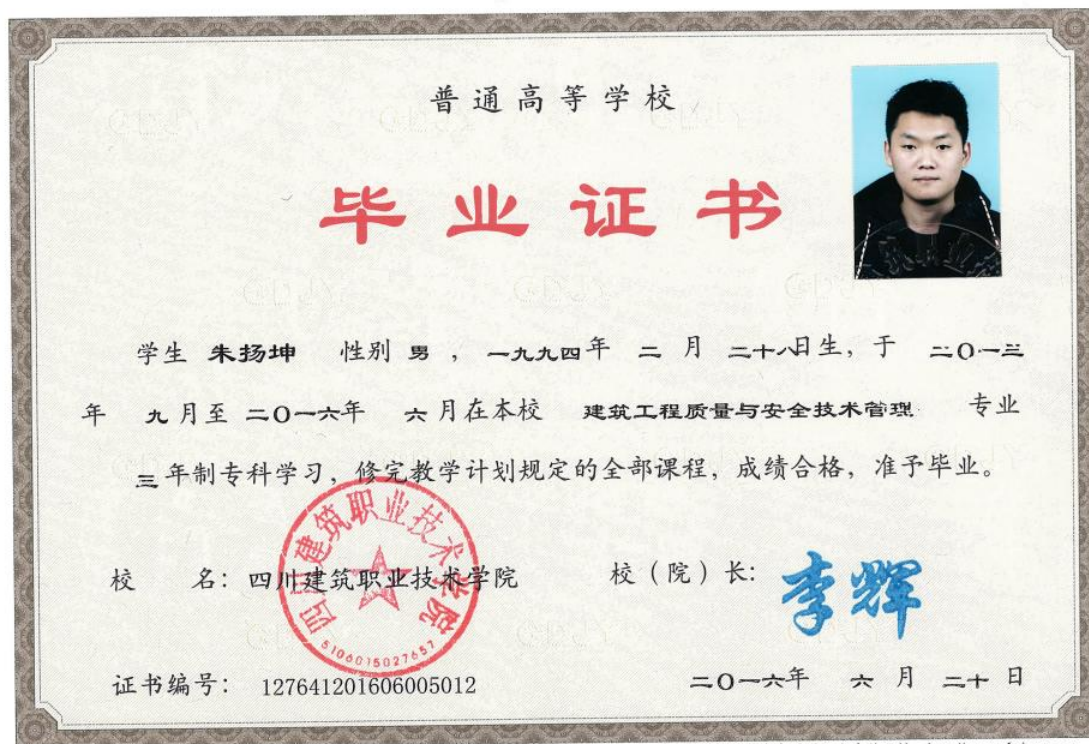 普通高等学校
毕业证书
学生 朱扬坤 性别 男 ，一九九四年 二 月 二十八日生，于 二〇一三
年 九月至 二〇一六年 六月在本校 建筑工程质量与安全技术管理 专业
三年制专科学习，修完教学计划规定的全部课程，成绩合格，准予毕业。
四川建筑职业技术学院
5106015027657
校 名：四川建筑职业技术学院 校（院）长：李辉
证书编号：127641201606005012 二〇一六年 六 月 二十 日